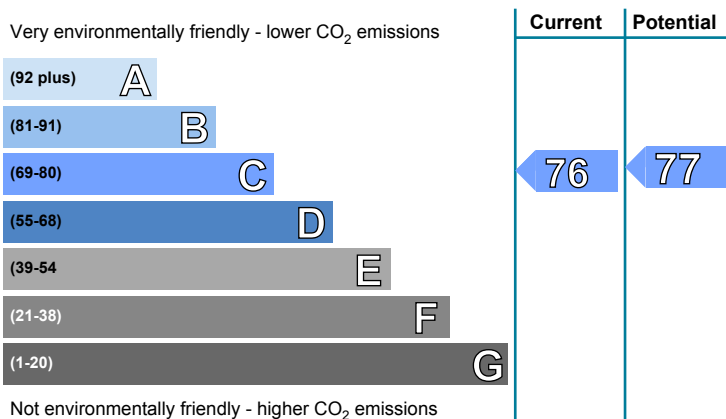 Current Potential
Very environmentally friendly - lower CO₂ emissions
(92 plus) A
(81-91) B
(69-80) C
76 77
(55-68) D
(39-54 E
(21-38) F
(1-20) G
Not environmentally friendly - higher CO₂ emissions